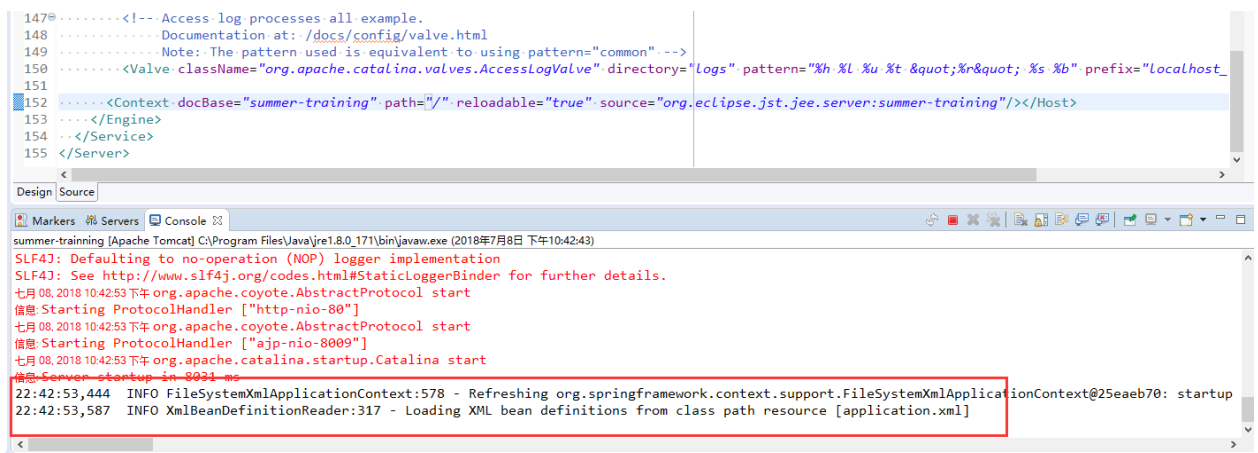 147 <!-- Access log processes all example.
148 Documentation at: /docs/config/valve.html
149 Note: The pattern used is equivalent to using pattern="common" -->
150 <Valve className="org.apache.catalina.valves.AccessLogValve" directory="logs" pattern="%h %l %u %t &quot;%r&quot; %s %b" prefix="localhost_
151
152 <Context docBase="summer-training" path="/" reloadable="true" source="org.eclipse.jst.jee.server:summer-training"/></Host>
153 </Engine>
154 </Service>
155 </Server>
Design Source
Markers Servers Console
summer-trainning [Apache Tomcat] C:\Program Files\Java\jre1.8.0_171\bin\javaw.exe (2018年7月8日 下午10:42:43)
SLF4J: Defaulting to no-operation (NOP) logger implementation
SLF4J: See http://www.slf4j.org/codes.html#StaticLoggerBinder for further details.
七月 08, 2018 10:42:53 下午 org.apache.coyote.AbstractProtocol start
信息: Starting ProtocolHandler ["http-nio-80"]
七月 08, 2018 10:42:53 下午 org.apache.coyote.AbstractProtocol start
信息: Starting ProtocolHandler ["ajp-nio-8009"]
七月 08, 2018 10:42:53 下午 org.apache.catalina.startup.Catalina start
信息: Server startup in 8031 ms
22:42:53,444 INFO FileSystemXmlApplicationContext:578 - Refreshing org.springframework.context.support.FileSystemXmlApplicationContext@25eaeb70: startup
22:42:53,587 INFO XmlBeanDefinitionReader:317 - Loading XML bean definitions from class path resource [application.xml]